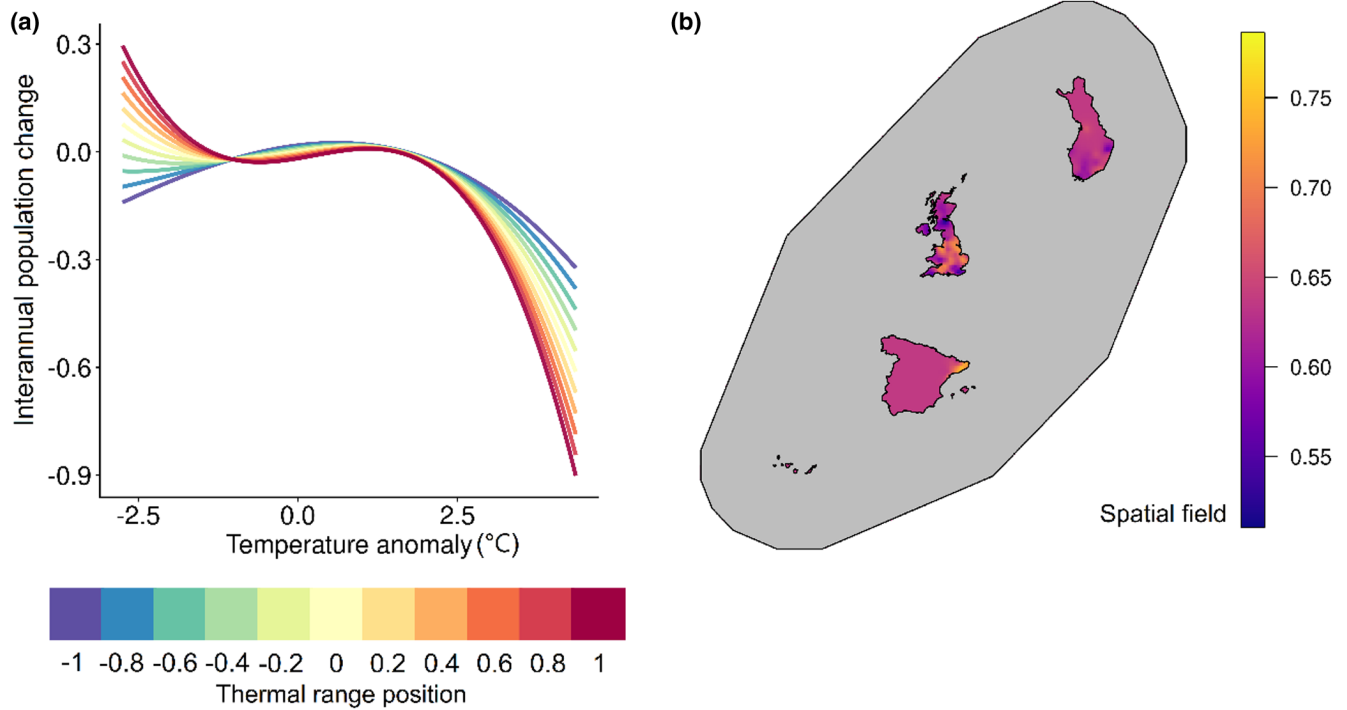 (a)
Interannual population change
0.3
0.0
-0.3
-0.6
-0.9
-2.5 0.0 2.5
Temperature anomaly (°C)
-1 -0.8 -0.6 -0.4 -0.2 0 0.2 0.4 0.6 0.8 1
Thermal range position
(b)
0.75
0.70
0.65
0.60
0.55
Spatial field